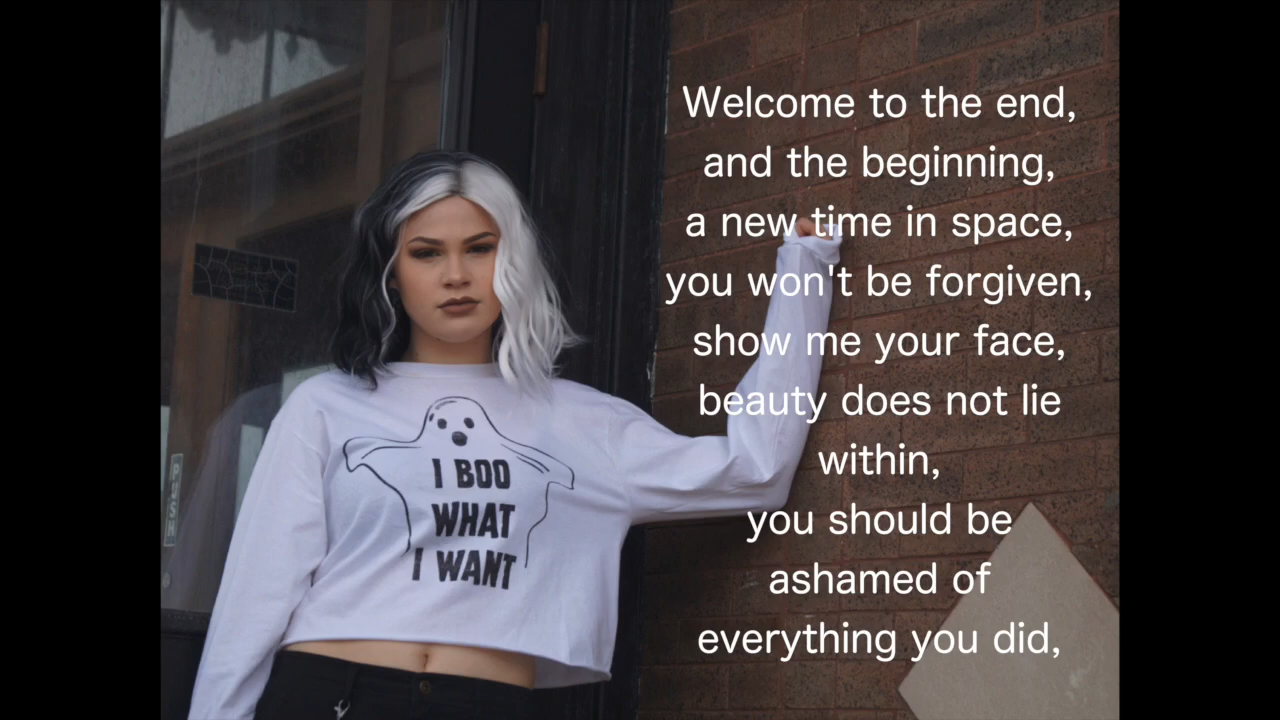 Welcome to the end,
and the beginning,
a new time in space,
you won't be forgiven,
show me your face,
beauty does not lie
within,
you should be
ashamed of
everything you did,
I BOO
WHAT
I WANT
PUSH